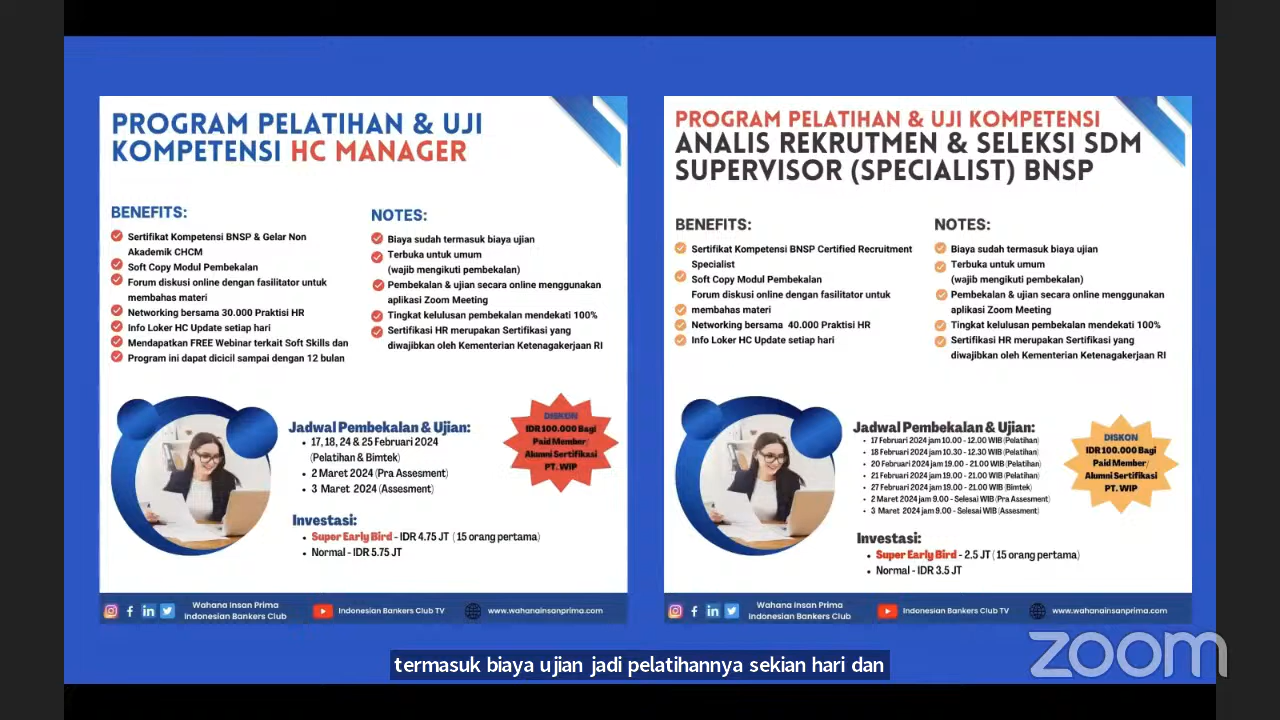 PROGRAM PELATIHAN & UJI
KOMPETENSI HC MANAGER
BENEFITS:
Sertifikat Kompetensi BNSP & Gelar Non
Akademik CHCM
Soft Copy Modul Pembekalan
Forum diskusi online dengan fasilitator untuk
membahas materi
Networking bersama 30.000 Praktisi HR
Info Loker HC Update setiap hari
Mendapatkan FREE Webinar terkait Soft Skills dan
Program ini dapat dicicil sampai dengan 12 bulan
NOTES:
Biaya sudah termasuk biaya ujian
Terbuka untuk umum
(wajib mengikuti pembekalan)
Pembekalan & ujian secara online menggunakan
aplikasi Zoom Meeting
Tingkat kelulusan pembekalan mendekati 100%
Sertifikasi HR merupakan Sertifikasi yang
diwajibkan oleh Kementerian Ketenagakerjaan RI
Jadwal Pembekalan & Ujian:
• 17, 18, 24 & 25 Februari 2024
(Pelatihan & Bimtek)
• 2 Maret 2024 (Pra Assesment)
• 3 Maret 2024 (Assesment)
DISKON
IDR 100.000 Bagi
Paid Member/
Alumni Sertifikasi
PT. WIP
Investasi:
• Super Early Bird - IDR 4.75 JT ( 15 orang pertama)
• Normal - IDR 5.75 JT
Wahana Insan Prima
Indonesian Bankers Club
Indonesian Bankers Club TV
www.wahanainsanprima.com
PROGRAM PELATIHAN & UJI KOMPETENSI
ANALIS REKRUTMEN & SELEKSI SDM
SUPERVISOR (SPECIALIST) BNSP
BENEFITS:
Sertifikat Kompetensi BNSP Certified Recruitment
Specialist
Soft Copy Modul Pembekalan
Forum diskusi online dengan fasilitator untuk
membahas materi
Networking bersama 40.000 Praktisi HR
Info Loker HC Update setiap hari
NOTES:
Biaya sudah termasuk biaya ujian
Terbuka untuk umum
(wajib mengikuti pembekalan)
Pembekalan & ujian secara online menggunakan
aplikasi Zoom Meeting
Tingkat kelulusan pembekalan mendekati 100%
Sertifikasi HR merupakan Sertifikasi yang
diwajibkan oleh Kementerian Ketenagakerjaan RI
Jadwal Pembekalan & Ujian:
• 17 Februari 2024 jam 10.00 - 12.00 WIB (Pelatihan)
• 18 Februari 2024 jam 10.30 - 12.30 WIB (Pelatihan)
• 20 Februari 2024 jam 19.00 - 21.00 WIB (Pelatihan)
• 21 Februari 2024 jam 19.00 - 21.00 WIB (Pelatihan)
• 27 Februari 2024 jam 19.00 - 21.00 WIB (Bimtek)
• 2 Maret 2024 jam 9.00 - Selesai WIB (Pra Assesment)
• 3 Maret 2024 jam 9.00 - Selesai WIB (Assesment)
DISKON
IDR 100.000 Bagi
Paid Member/
Alumni Sertifikasi
PT. WIP
Investasi:
• Super Early Bird - 2.5 JT ( 15 orang pertama)
• Normal - IDR 3.5 JT
Wahana Insan Prima
Indonesian Bankers Club
Indonesian Bankers Club TV
www.wahanainsanprima.com
zoom
termasuk biaya ujian jadi pelatihannya sekian hari dan